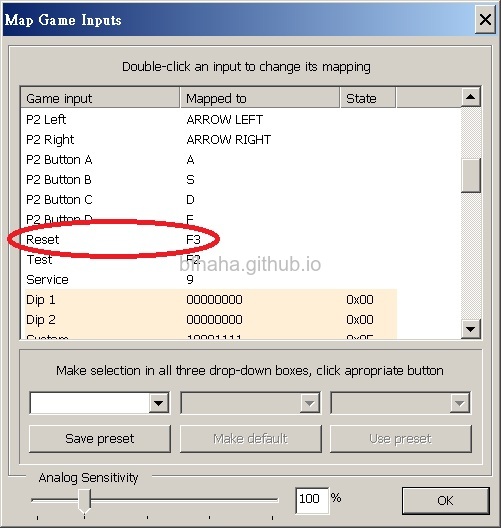 Map Game Inputs
Double-click an input to change its mapping
Game input Mapped to State
P2 Left ARROW LEFT
P2 Right ARROW RIGHT
P2 Button A A
P2 Button B S
P2 Button C D
P2 Button D F
Reset F3
Test F2
blhaha.github.io
Service 9
Dip 1 00000000 0x00
Dip 2 00000000 0x00
Custom 10001111
Make selection in all three drop-down boxes, click apropriate button
Save preset Make default Use preset
Analog Sensitivity
100 %
OK